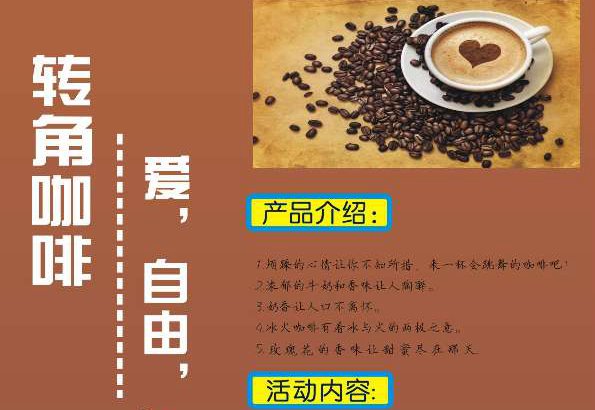 转角咖啡
爱，自由，
产品介绍：
1.烦躁的心情让你不知所措，来一杯会跳舞的咖啡吧！
2.浓郁的牛奶和香味让人陶醉。
3.奶香让人口不离怀。
4.冰火咖啡有着冰与火的两极之意。
5.玫瑰花的香味让甜蜜尽在那天
活动内容: